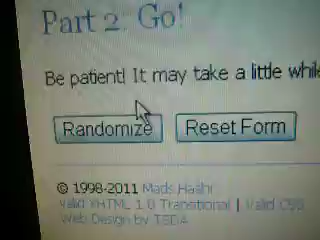 Part 2. Go!
Be patient! It may take a little while
Randomize Reset Form
© 1998-2011 Mads Haahr
Valid XHTML 1.0 Transitional | Valid CSS
Web Design by TSDA